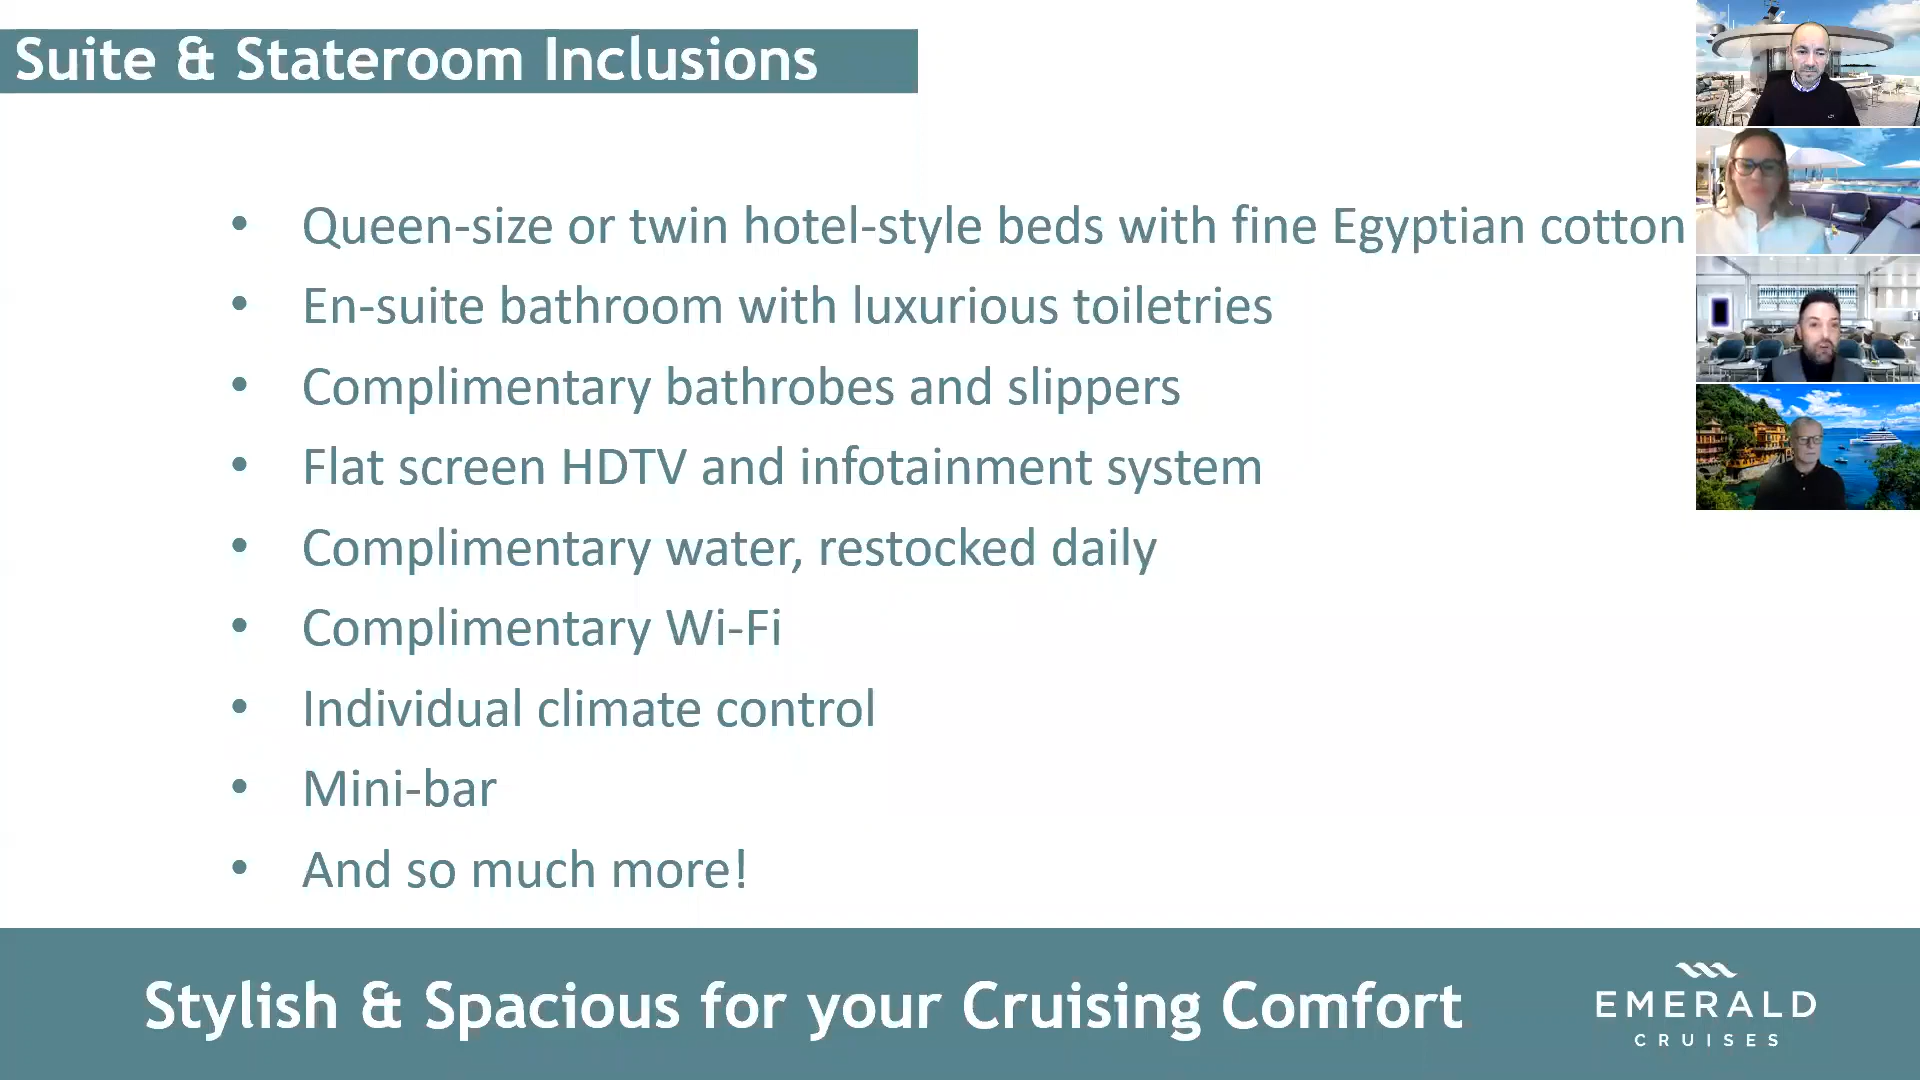 Suite & Stateroom Inclusions
• Queen-size or twin hotel-style beds with fine Egyptian cotton
• En-suite bathroom with luxurious toiletries
• Complimentary bathrobes and slippers
• Flat screen HDTV and infotainment system
• Complimentary water, restocked daily
• Complimentary Wi-Fi
• Individual climate control
• Mini-bar
• And so much more!
Stylish & Spacious for your Cruising Comfort
EMERALD
CRUISES